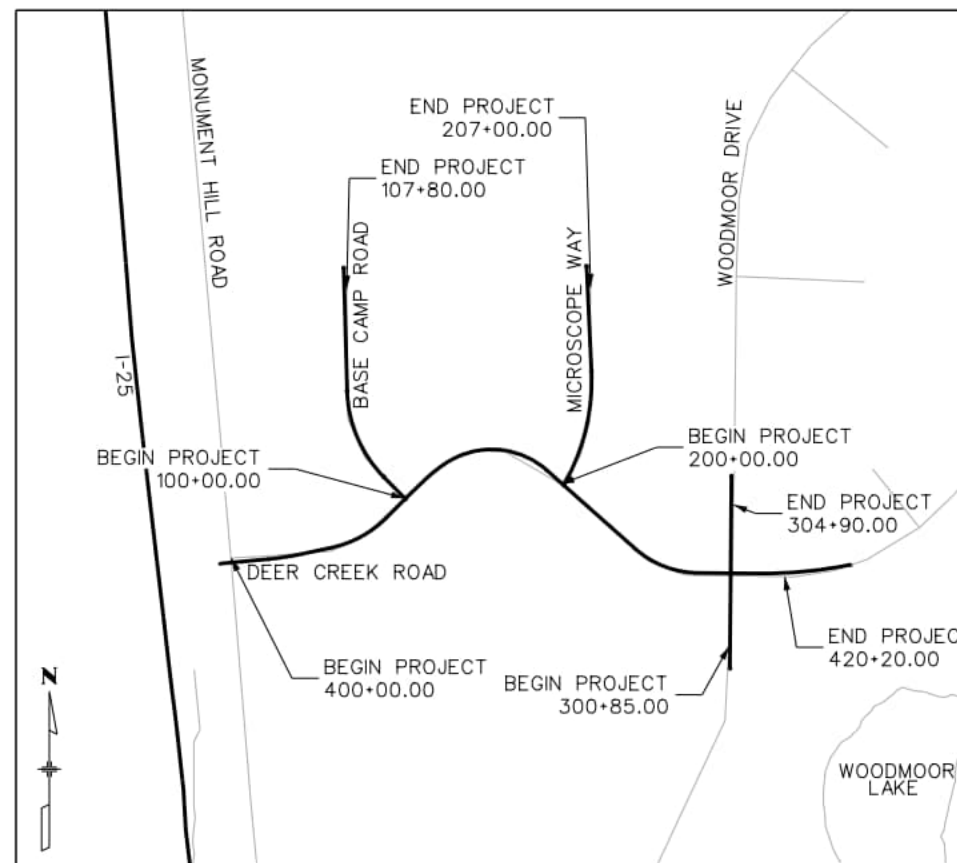 MONUMENT HILL ROAD
END PROJECT
207+00.00
WOODMOOR DRIVE
END PROJECT
107+80.00
BASE CAMP ROAD
MICROSCOPE WAY
I-25
BEGIN PROJECT
100+00.00
BEGIN PROJECT
200+00.00
END PROJECT
304+90.00
DEER CREEK ROAD
BEGIN PROJECT
400+00.00
BEGIN PROJECT
300+85.00
END PROJEC
420+20.00
N
WOODMOOR
LAKE